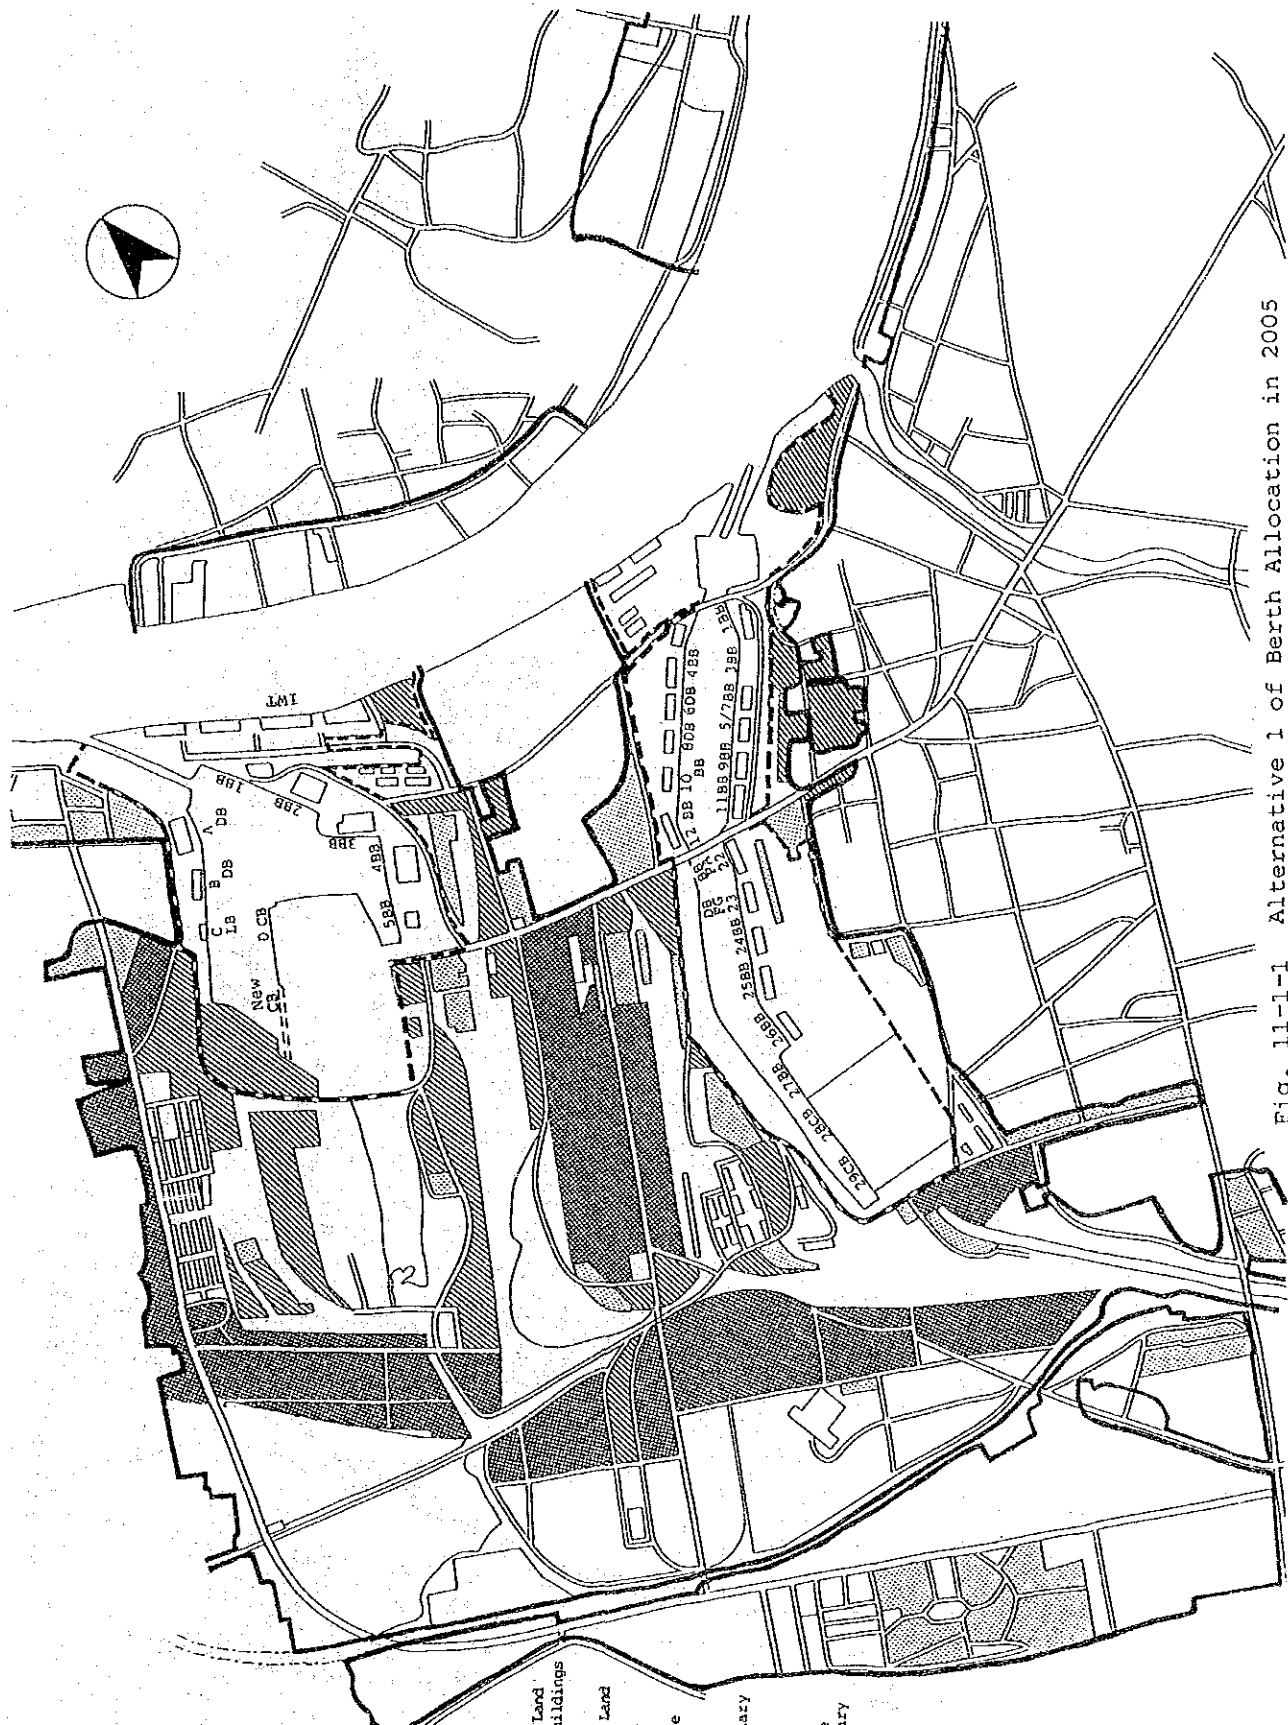 IWT
1BB
2BB
3BB
4BB
5BB
A
DB
B
DB
C
LB
D CB
New
CB
12 DB 10 8DB 6DB 4BB
BB
11BB 9BB 5/7BB 3BB
1BB
22
DB
FG
25BB 24BB 23
26BB
27BB
28CB
29CB
Land
Land
Fig. 11-1-1 Alternative 1 of Berth Allocation in 2005